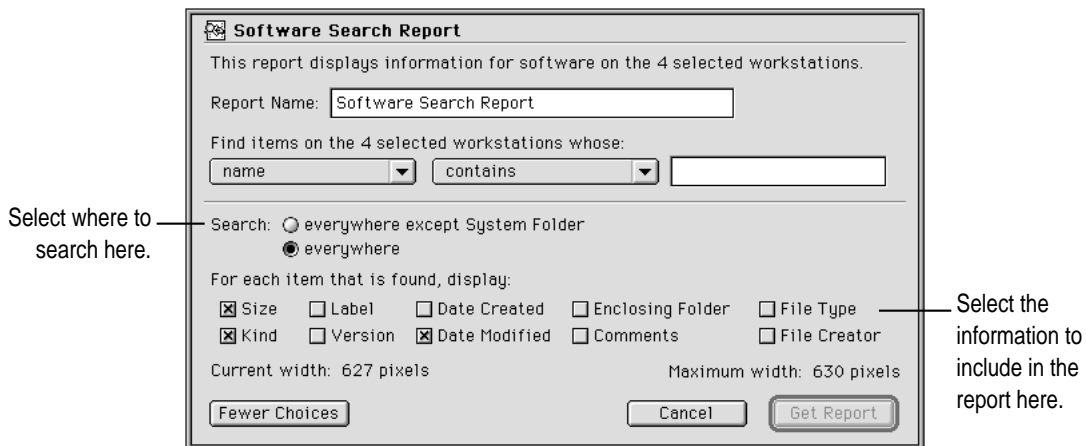 Software Search Report
This report displays information for software on the 4 selected workstations.
Report Name: Software Search Report
Find items on the 4 selected workstations whose:
name contains
Select where to search here.
Search: everywhere except System Folder
everywhere
For each item that is found, display:
Size Label Date Created Enclosing Folder File Type
Kind Version Date Modified Comments File Creator
Select the information to include in the report here.
Current width: 627 pixels Maximum width: 630 pixels
Fewer Choices Cancel Get Report